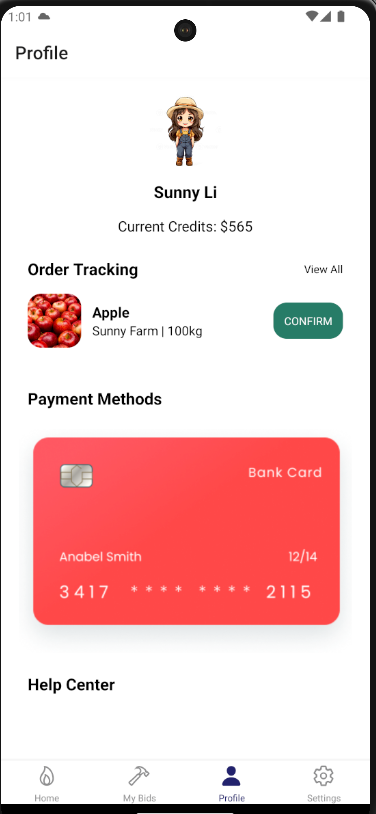 1:01
Profile
Sunny Li
Current Credits: $565
Order Tracking
View All
Apple
Sunny Farm | 100kg
CONFIRM
Payment Methods
Bank Card
Anabel Smith
12/14
3417 **** **** 2115
Help Center
Home
My Bids
Profile
Settings